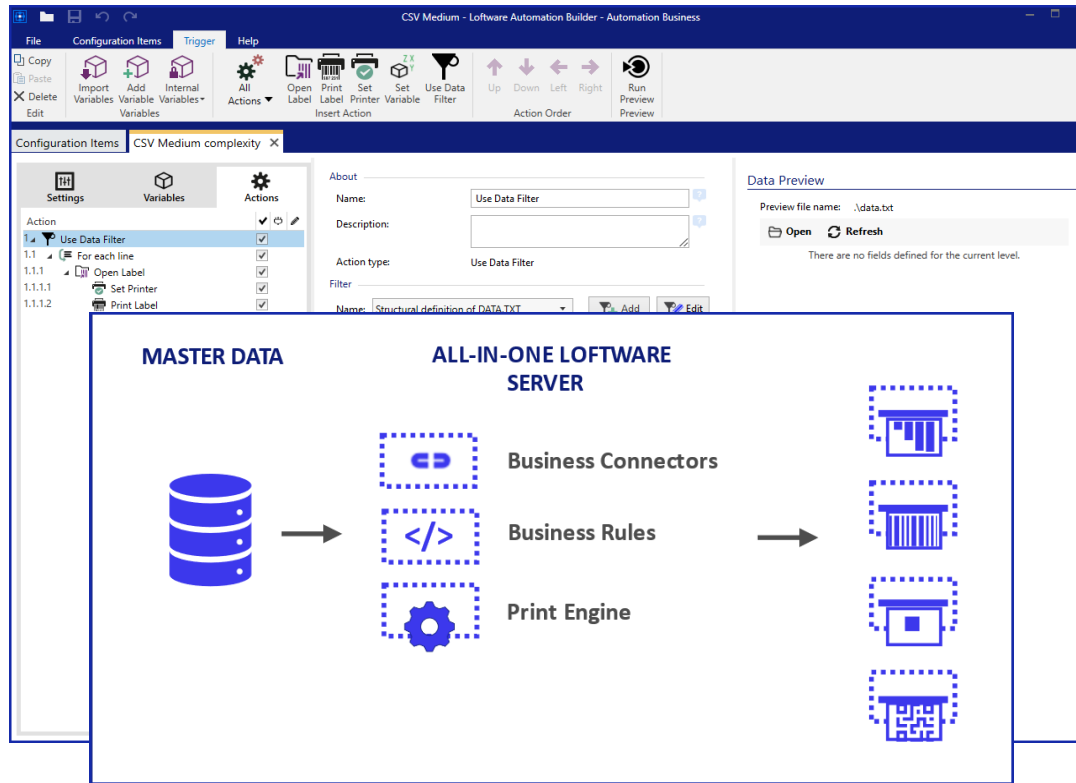 CSV Medium - Loftware Automation Builder - Automation Business
File Configuration Items Trigger Help
Copy
Paste
Delete
Edit
Import Variables
Add Variable
Internal Variables
Variables
All Actions
Open Label
Print Label
Set Printer
Set Variable
Use Data Filter
Insert Action
Up Down Left Right
Action Order
Run Preview
Preview
Configuration Items CSV Medium complexity
Settings Variables Actions
Action
1 Use Data Filter
1.1 For each line
1.1.1 Open Label
1.1.1.1 Set Printer
1.1.1.2 Print Label
About
Name: Use Data Filter
Description:
Action type: Use Data Filter
Filter
Name: Structural definition of DATA.TXT Add Edit
Data Preview
Preview file name: .\data.txt
Open Refresh
There are no fields defined for the current level.
MASTER DATA
ALL-IN-ONE LOFTWARE
SERVER
Business Connectors
</> Business Rules
Print Engine